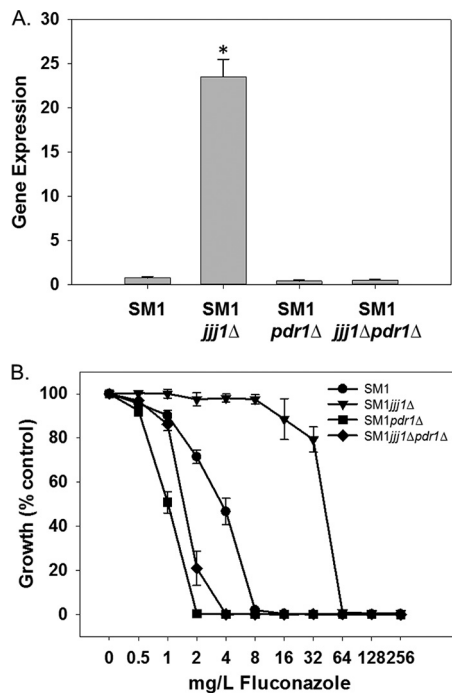 A.
30
25
20
15
10
5
0
Gene Expression
*
SM1 SM1 SM1 SM1
jjj1Δ pdr1Δ jjj1Δpdr1Δ
B.
100
80
60
40
20
0
Growth (% control)
SM1
SM1jjj1Δ
SM1pdr1Δ
SM1jjj1Δpdr1Δ
0 0.5 1 2 4 8 16 32 64 128 256
mg/L Fluconazole